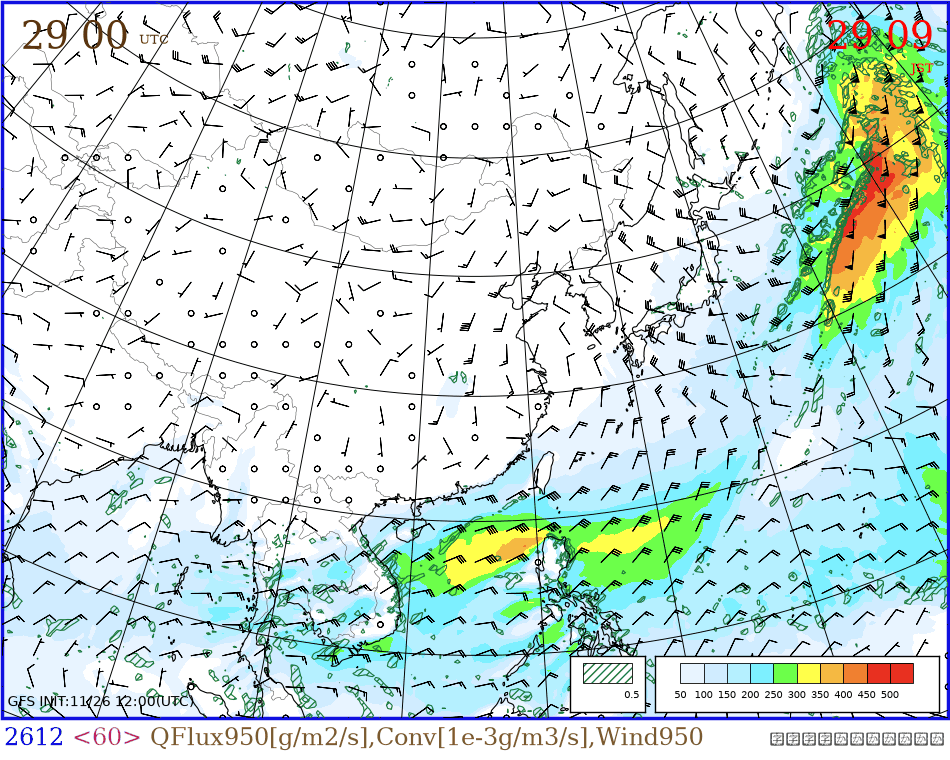 29 00 UTC
29 09
JST
0.5
50 100 150 200 250 300 350 400 450 500
GFS INIT:11/26 12:00(UTC)
2612 <60> QFlux950[g/m2/s],Conv[1e-3g/m3/s],Wind950